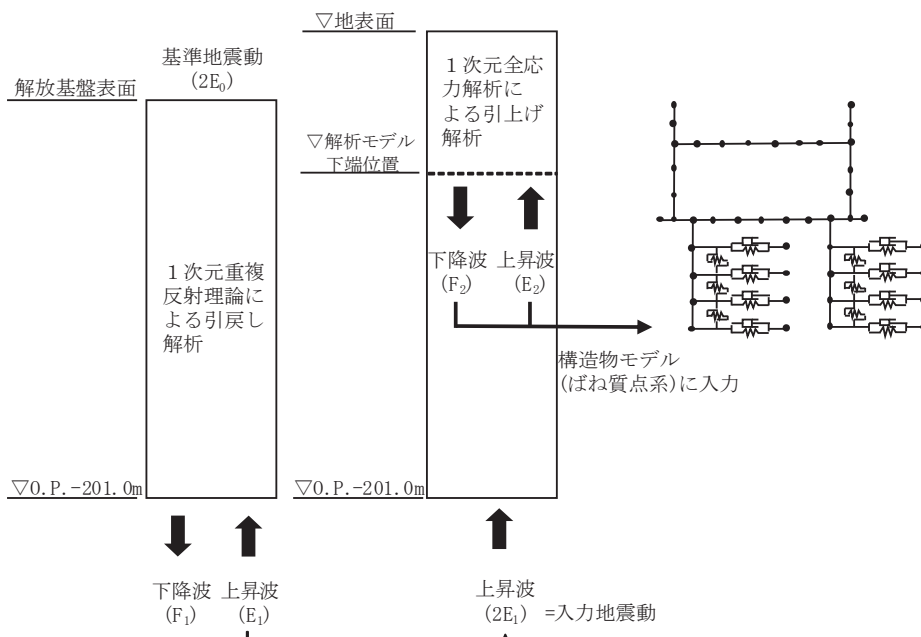 ▽地表面
基準地震動
(2E₀)
解放基盤表面
1次元全応
力解析に
よる引上げ
解析
▽解析モデル
下端位置
下降波 上昇波
(F₂) (E₂)
1次元重複
反射理論に
よる引戻し
解析
構造物モデル
(ばね質点系)に入力
▽O.P.-201.0m
▽O.P.-201.0m
下降波 上昇波
(F₁) (E₁)
上昇波
(2E₁) =入力地震動